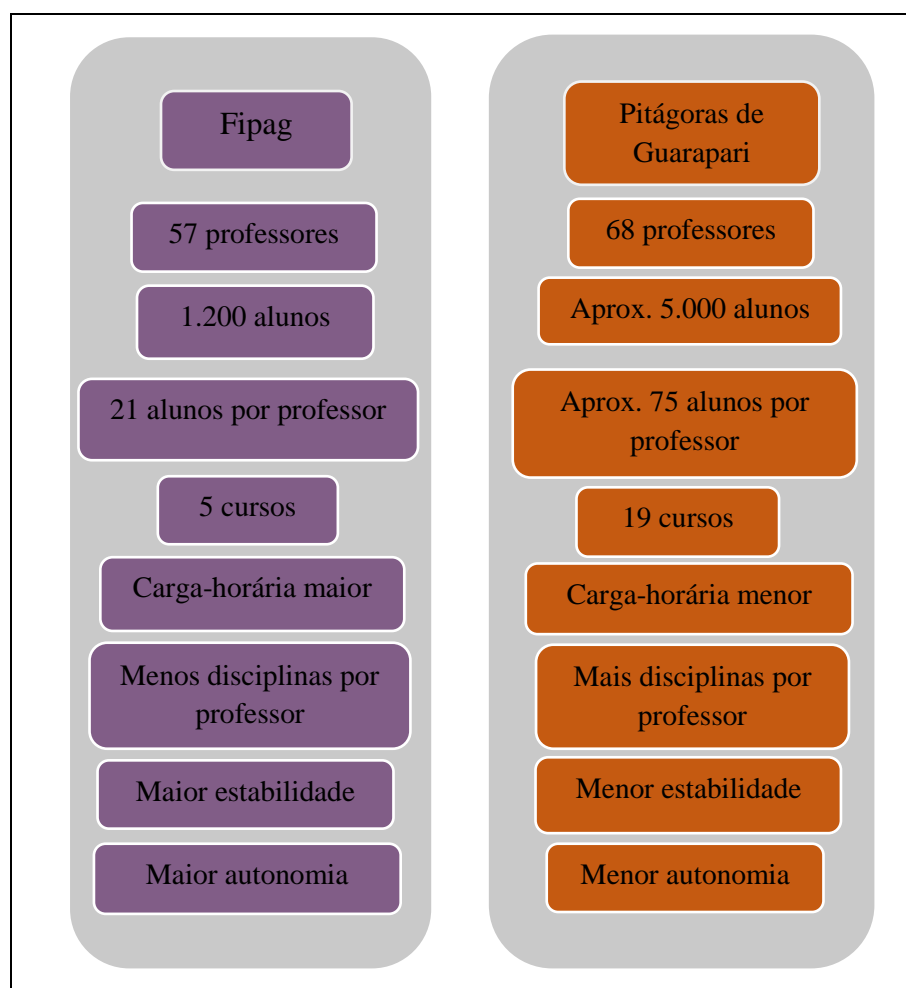 Fipag
57 professores
1.200 alunos
21 alunos por professor
5 cursos
Carga-horária maior
Menos disciplinas por
professor
Maior estabilidade
Maior autonomia
Pitágoras de
Guarapari
68 professores
Aprox. 5.000 alunos
Aprox. 75 alunos por
professor
19 cursos
Carga-horária menor
Mais disciplinas por
professor
Menor estabilidade
Menor autonomia